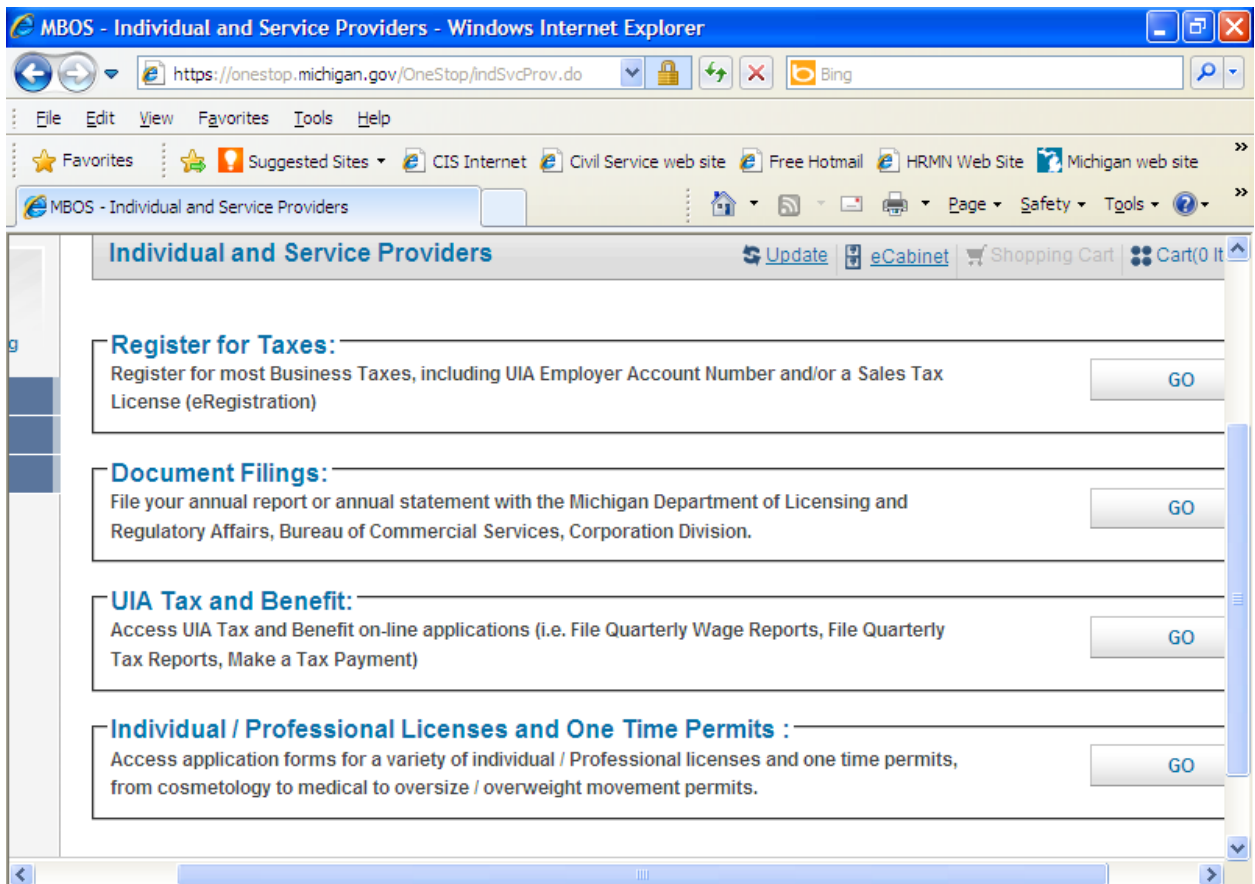 MBOS - Individual and Service Providers - Windows Internet Explorer
https://onestop.michigan.gov/OneStop/indSvcProv.do
Bing
File Edit View Favorites Tools Help
Favorites Suggested Sites CIS Internet Civil Service web site Free Hotmail HRMN Web Site Michigan web site »
MBOS - Individual and Service Providers Page Safety Tools »
Individual and Service Providers Update eCabinet Shopping Cart Cart(0 It
g
Register for Taxes:
Register for most Business Taxes, including UIA Employer Account Number and/or a Sales Tax
License (eRegistration)
GO
Document Filings:
File your annual report or annual statement with the Michigan Department of Licensing and
Regulatory Affairs, Bureau of Commercial Services, Corporation Division.
GO
UIA Tax and Benefit:
Access UIA Tax and Benefit on-line applications (i.e. File Quarterly Wage Reports, File Quarterly
Tax Reports, Make a Tax Payment)
GO
Individual / Professional Licenses and One Time Permits :
Access application forms for a variety of individual / Professional licenses and one time permits,
from cosmetology to medical to oversize / overweight movement permits.
GO